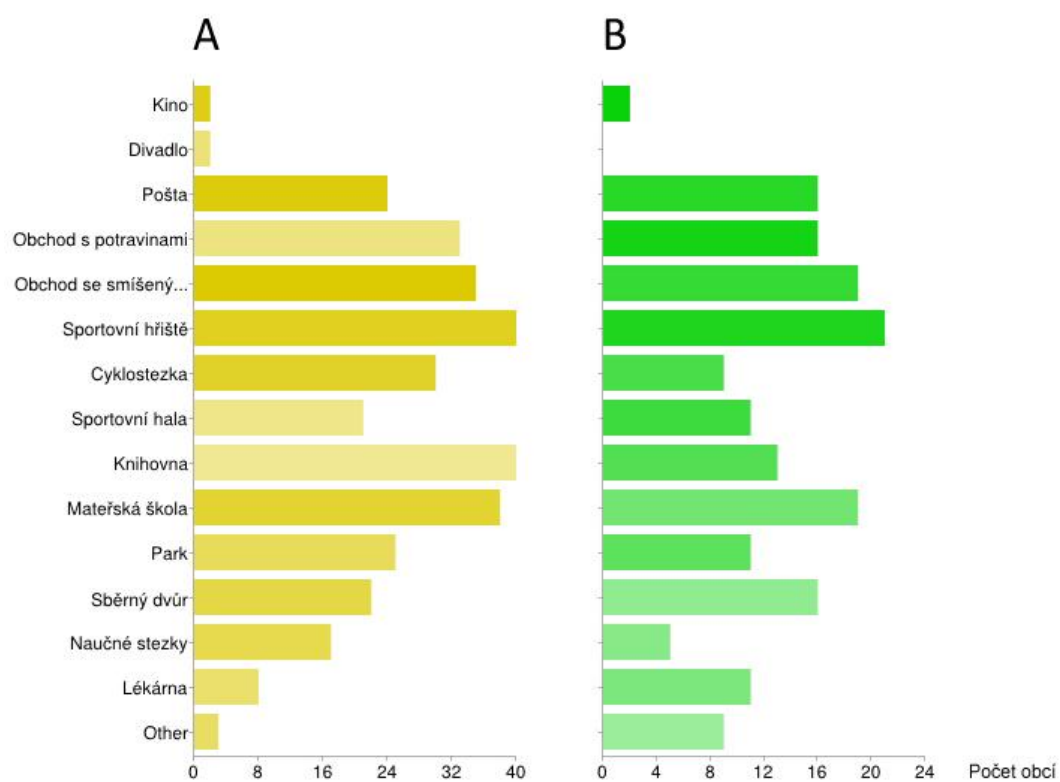 A B
Kino
Divadlo
Pošta
Obchod s potravinami
Obchod se smíšený...
Sportovní hřiště
Cyklostezka
Sportovní hala
Knihovna
Mateřská škola
Park
Sběrný dvůr
Naučné stezky
Lékárna
Other
0 8 16 24 32 40 0 4 8 12 16 20 24 Počet obcí